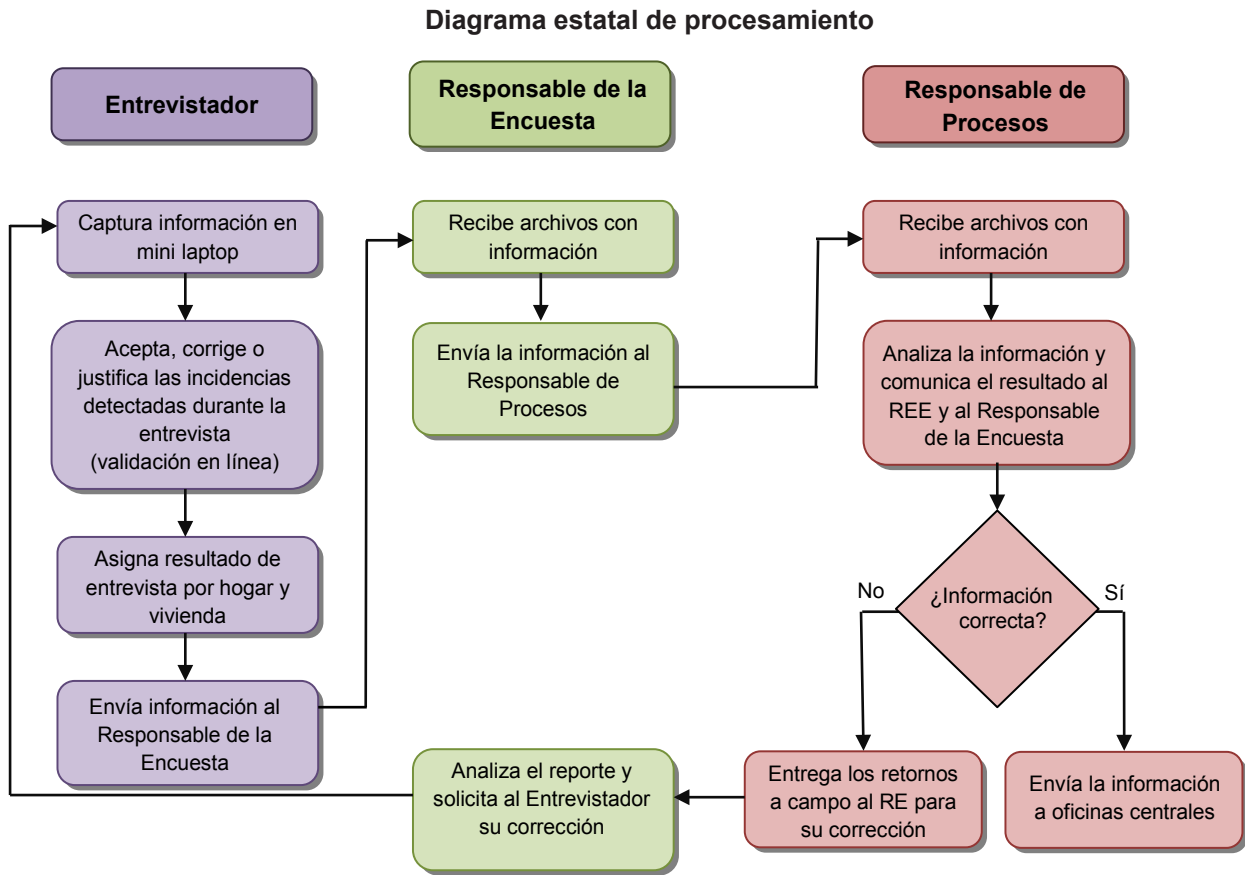 Diagrama estatal de procesamiento
Entrevistador
Responsable de la
Encuesta
Responsable de
Procesos
Captura información en
mini laptop
Acepta, corrige o
justifica las incidencias
detectadas durante la
entrevista
(validación en línea)
Asigna resultado de
entrevista por hogar y
vivienda
Envía información al
Responsable de la
Encuesta
Recibe archivos con
información
Envía la información al
Responsable de
Procesos
Recibe archivos con
información
Analiza la información y
comunica el resultado al
REE y al Responsable
de la Encuesta
¿Información
correcta?
No
Sí
Entrega los retornos
a campo al RE para
su corrección
Envía la información
a oficinas centrales
Analiza el reporte y
solicita al Entrevistador
su corrección